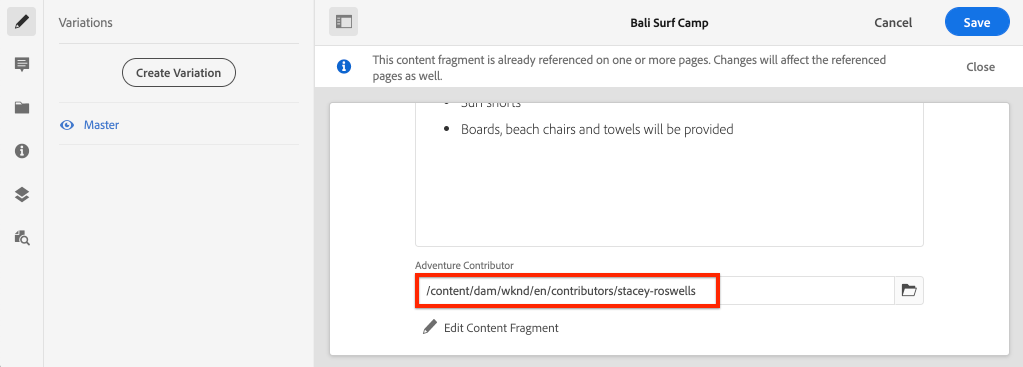 Variations
Create Variation
Master
Bali Surf Camp
Cancel
Save
This content fragment is already referenced on one or more pages. Changes will affect the referenced
pages as well.
Close
Surf shorts
Boards, beach chairs and towels will be provided
Adventure Contributor
/content/dam/wknd/en/contributors/stacey-roswells
Edit Content Fragment